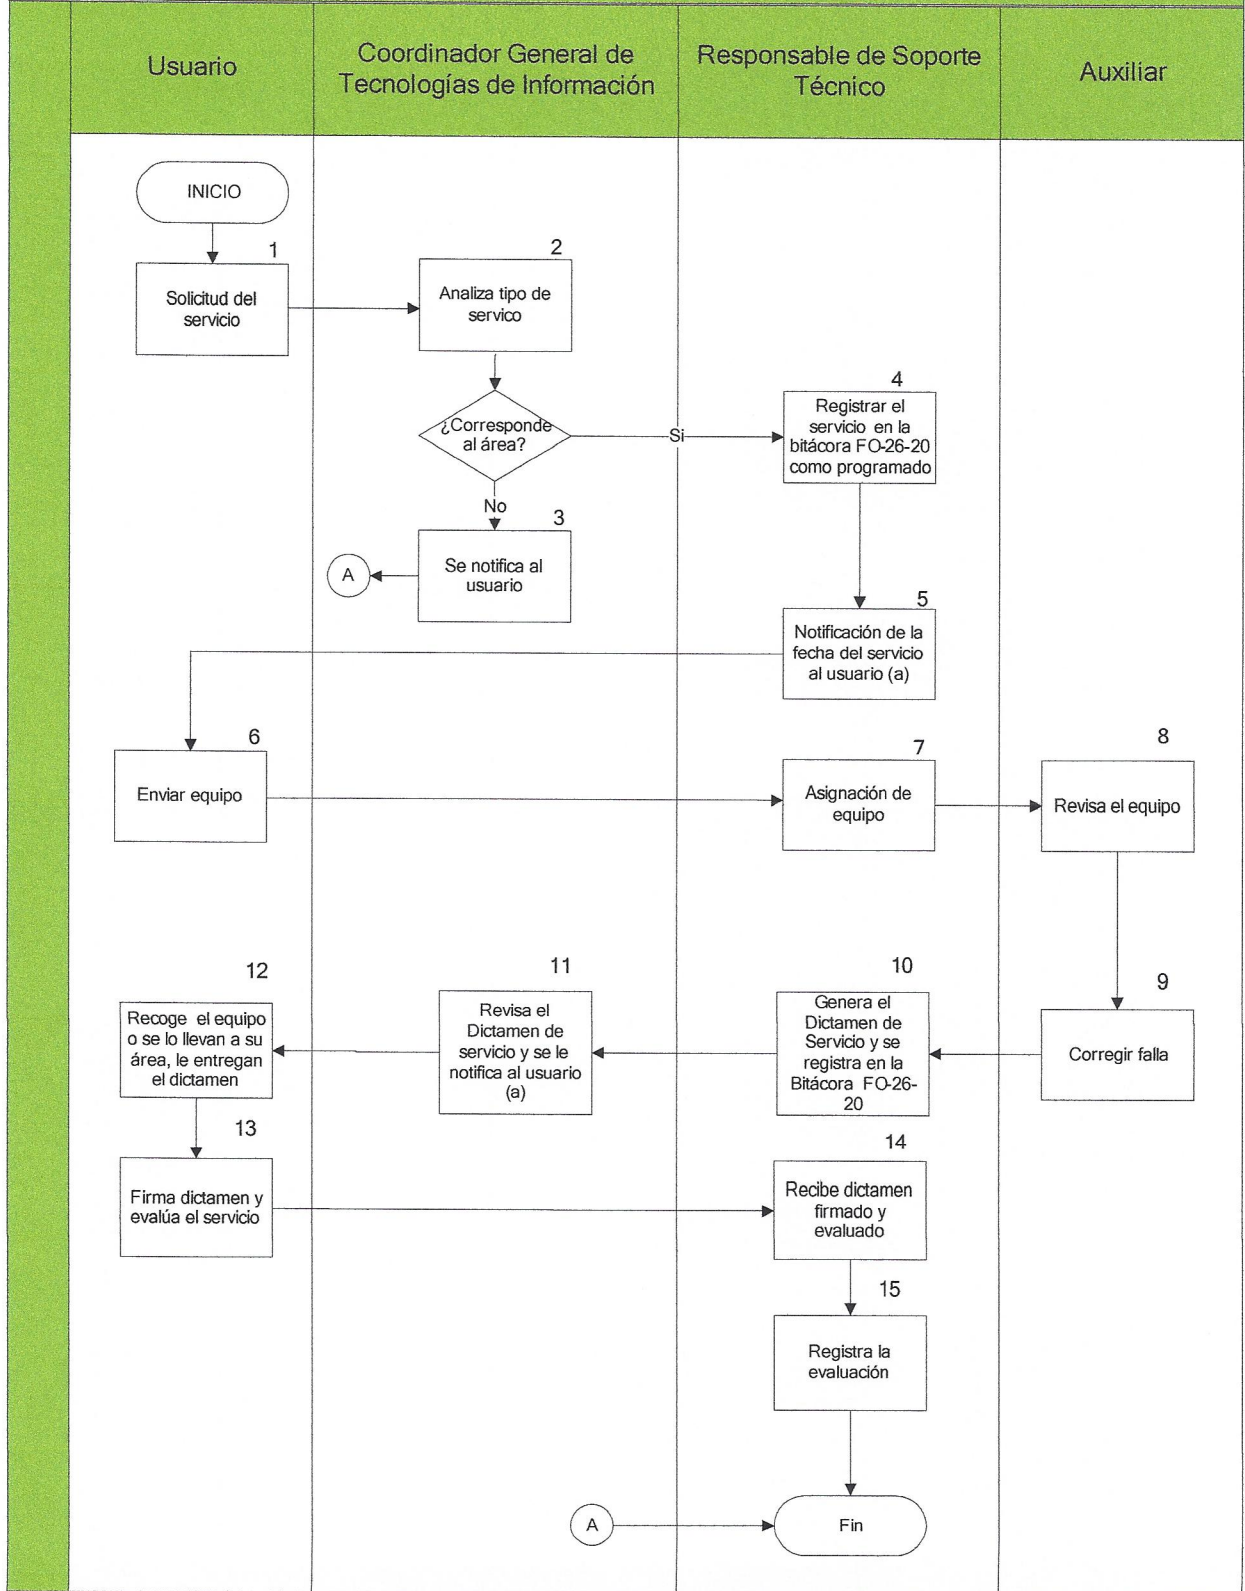 Usuario
Coordinador General de
Tecnologías de Información
Responsable de Soporte
Técnico
Auxiliar
INICIO
1
Solicitud del
servicio
2
Analiza tipo de
servico
¿Corresponde
al área?
Si
No
3
Se notifica al
usuario
A
4
Registrar el
servicio en la
bitácora FO-26-20
como programado
5
Notificación de la
fecha del servicio
al usuario (a)
6
Enviar equipo
7
Asignación de
equipo
8
Revisa el equipo
9
Corregir falla
10
Genera el
Dictamen de
Servicio y se
registra en la
Bitácora FO-26-
20
11
Revisa el
Dictamen de
servicio y se le
notifica al usuario
(a)
12
Recoge el equipo
o se lo llevan a su
área, le entregan
el dictamen
13
Firma dictamen y
evalúa el servicio
14
Recibe dictamen
firmado y
evaluado
15
Registra la
evaluación
A
Fin